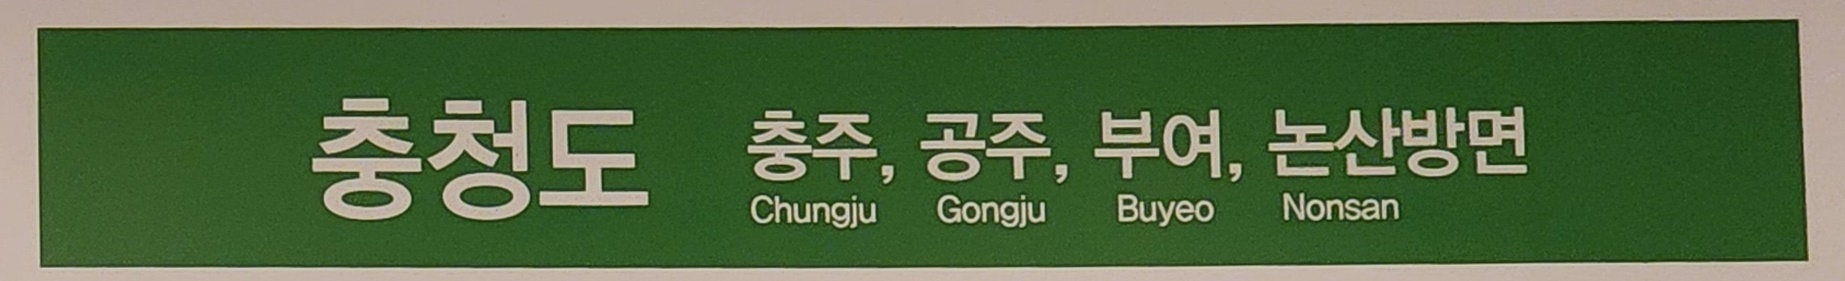 충청도 충주, 공주, 부여, 논산방면
Chungju Gongju Buyeo Nonsan